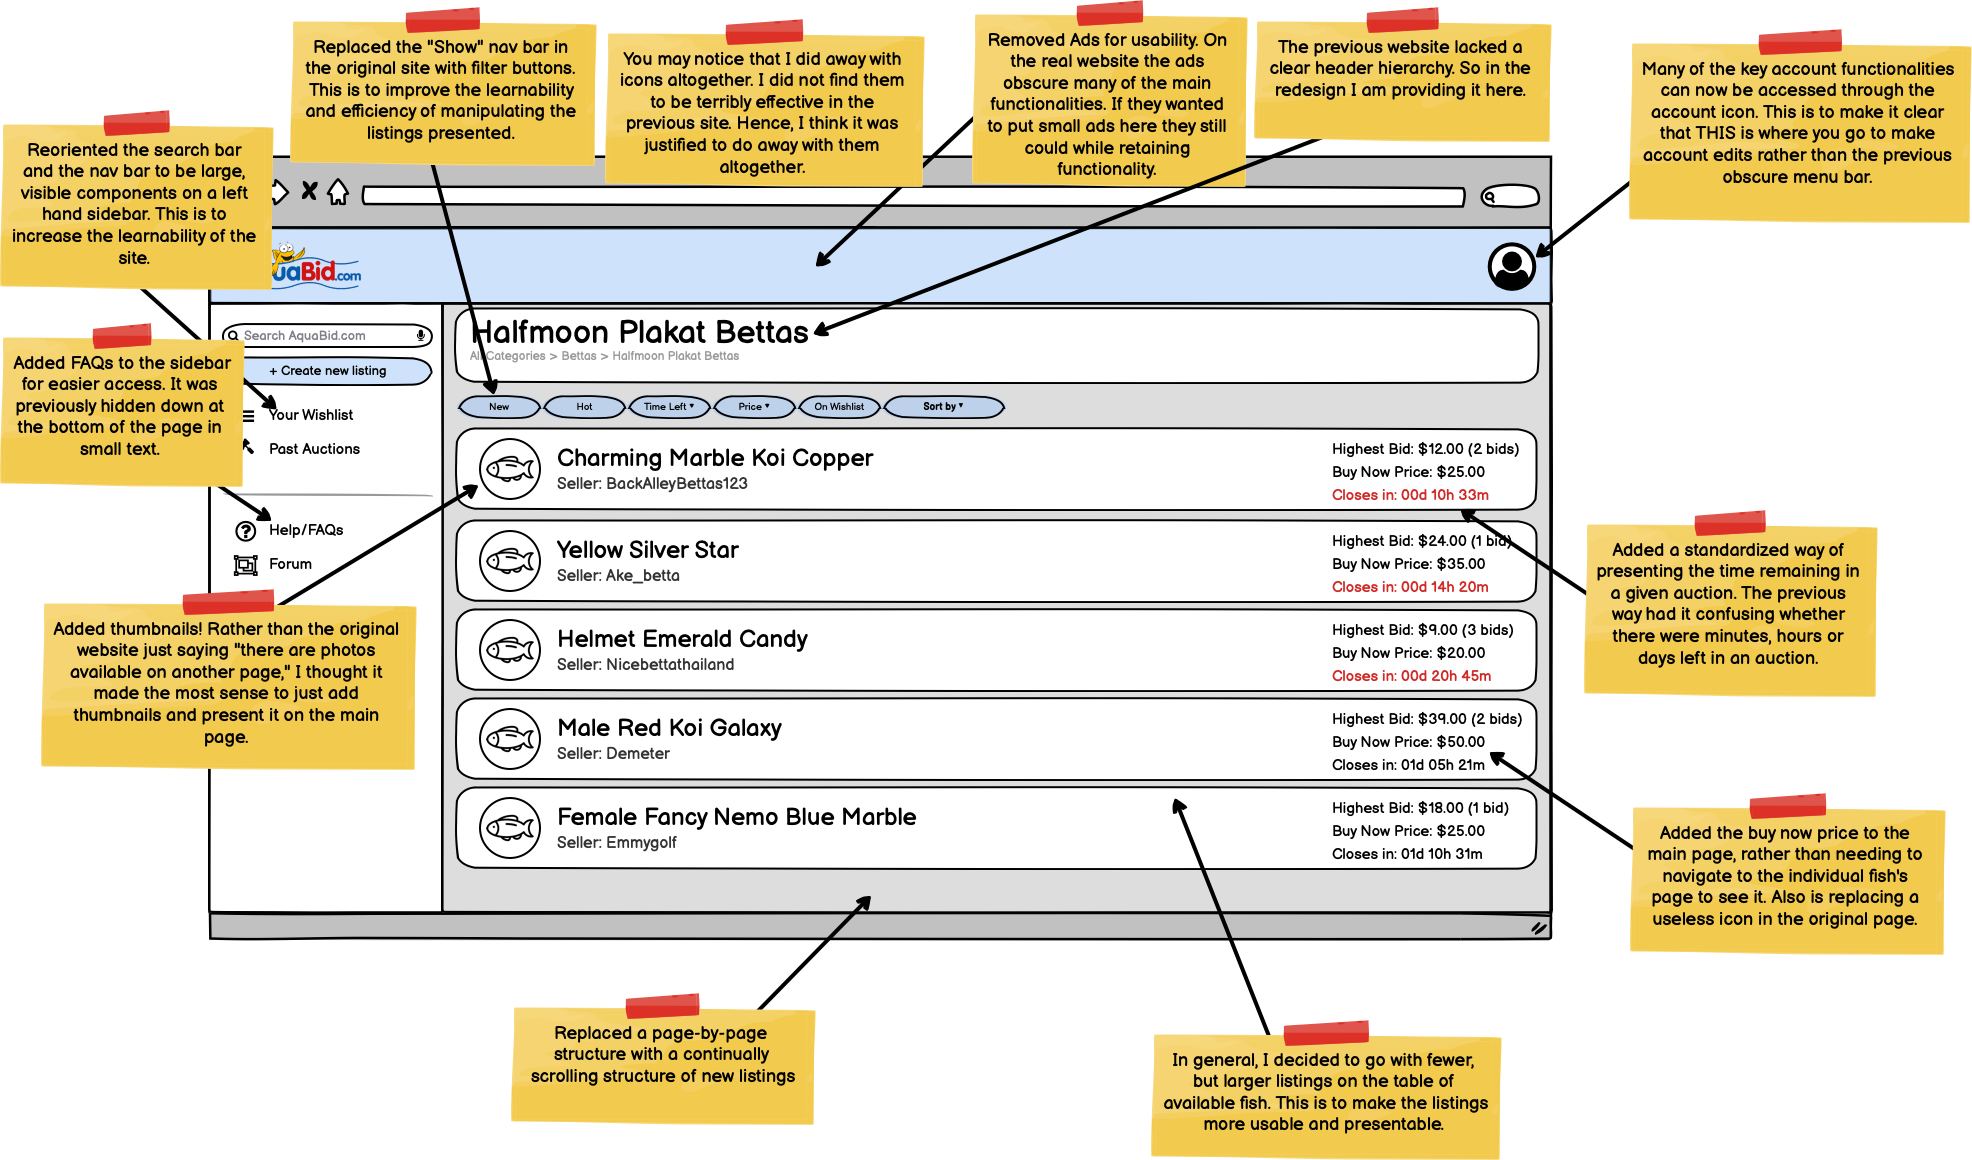 Replaced the "Show" nav bar in
the original site with filter buttons.
This is to improve the learnability
and efficiency of manipulating the
listings presented.
You may notice that I did away with
icons altogether. I did not find them
to be terribly effective in the
previous site. Hence, I think it was
justified to do away with them
altogether.
Removed Ads for usability. On
the real website the ads
obscure many of the main
functionalities. If they wanted
to put small ads here they still
could while retaining
functionality.
The previous website lacked a
clear header hierarchy. So in the
redesign I am providing it here.
Many of the key account functionalities
can now be accessed through the
account icon. This is to make it clear
that THIS is where you go to make
account edits rather than the previous
obscure menu bar.
Reoriented the search bar
and the nav bar to be large,
visible components on a left
hand sidebar. This is to
increase the learnability of the
site.
uaBid.com
Search AquaBid.com
+ Create new listing
Your Wishlist
Past Auctions
Help/FAQs
Forum
Added FAQs to the sidebar
for easier access. It was
previously hidden down at
the bottom of the page in
small text.
Added thumbnails! Rather than the original
website just saying "there are photos
available on another page," I thought it
made the most sense to just add
thumbnails and present it on the main
page.
Halfmoon Plakat Bettas
All Categories > Bettas > Halfmoon Plakat Bettas
New
Hot
Time Left ▾
Price ▾
On Wishlist
Sort by ▾
Charming Marble Koi Copper
Seller: BackAlleyBettas123
Highest Bid: $12.00 (2 bids)
Buy Now Price: $25.00
Closes in: 00d 10h 33m
Yellow Silver Star
Seller: Ake_betta
Highest Bid: $24.00 (1 bid)
Buy Now Price: $35.00
Closes in: 00d 14h 20m
Helmet Emerald Candy
Seller: Nicebettathailand
Highest Bid: $9.00 (3 bids)
Buy Now Price: $20.00
Closes in: 00d 20h 45m
Male Red Koi Galaxy
Seller: Demeter
Highest Bid: $39.00 (2 bids)
Buy Now Price: $50.00
Closes in: 01d 05h 21m
Female Fancy Nemo Blue Marble
Seller: Emmygolf
Highest Bid: $18.00 (1 bid)
Buy Now Price: $25.00
Closes in: 01d 10h 31m
Added a standardized way of
presenting the time remaining in
a given auction. The previous
way had it confusing whether
there were minutes, hours or
days left in an auction.
Added the buy now price to the
main page, rather than needing to
navigate to the individual fish's
page to see it. Also is replacing a
useless icon in the original page.
Replaced a page-by-page
structure with a continually
scrolling structure of new listings
In general, I decided to go with fewer,
but larger listings on the table of
available fish. This is to make the listings
more usable and presentable.